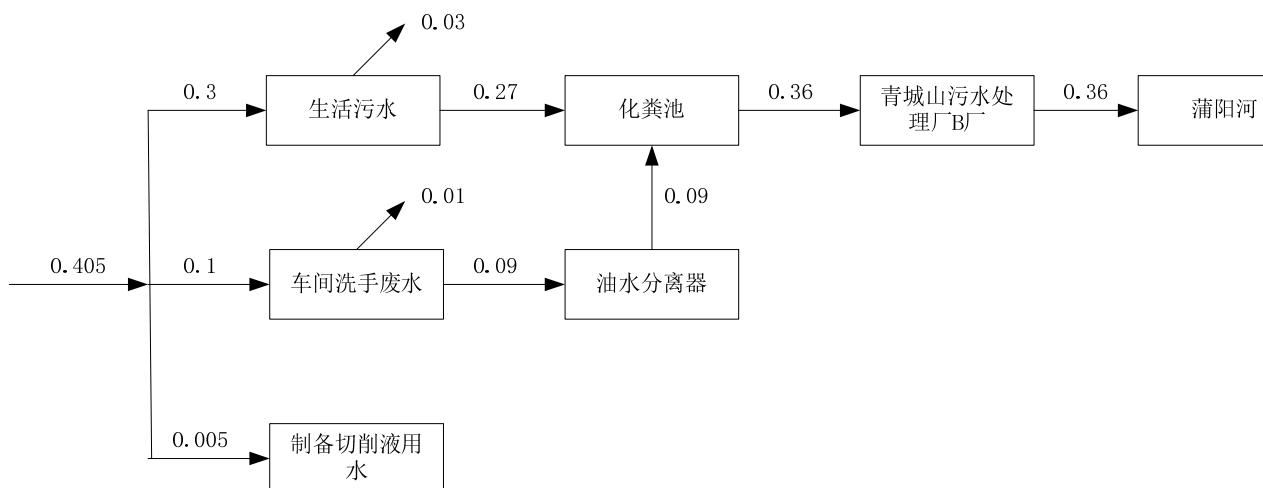 0.03
0.3
生活污水
0.27
化粪池
0.36
青城山污水处
理厂B厂
0.36
蒲阳河
0.01
0.09
0.405
0.1
车间洗手废水
0.09
油水分离器
0.005
制备切削液用
水